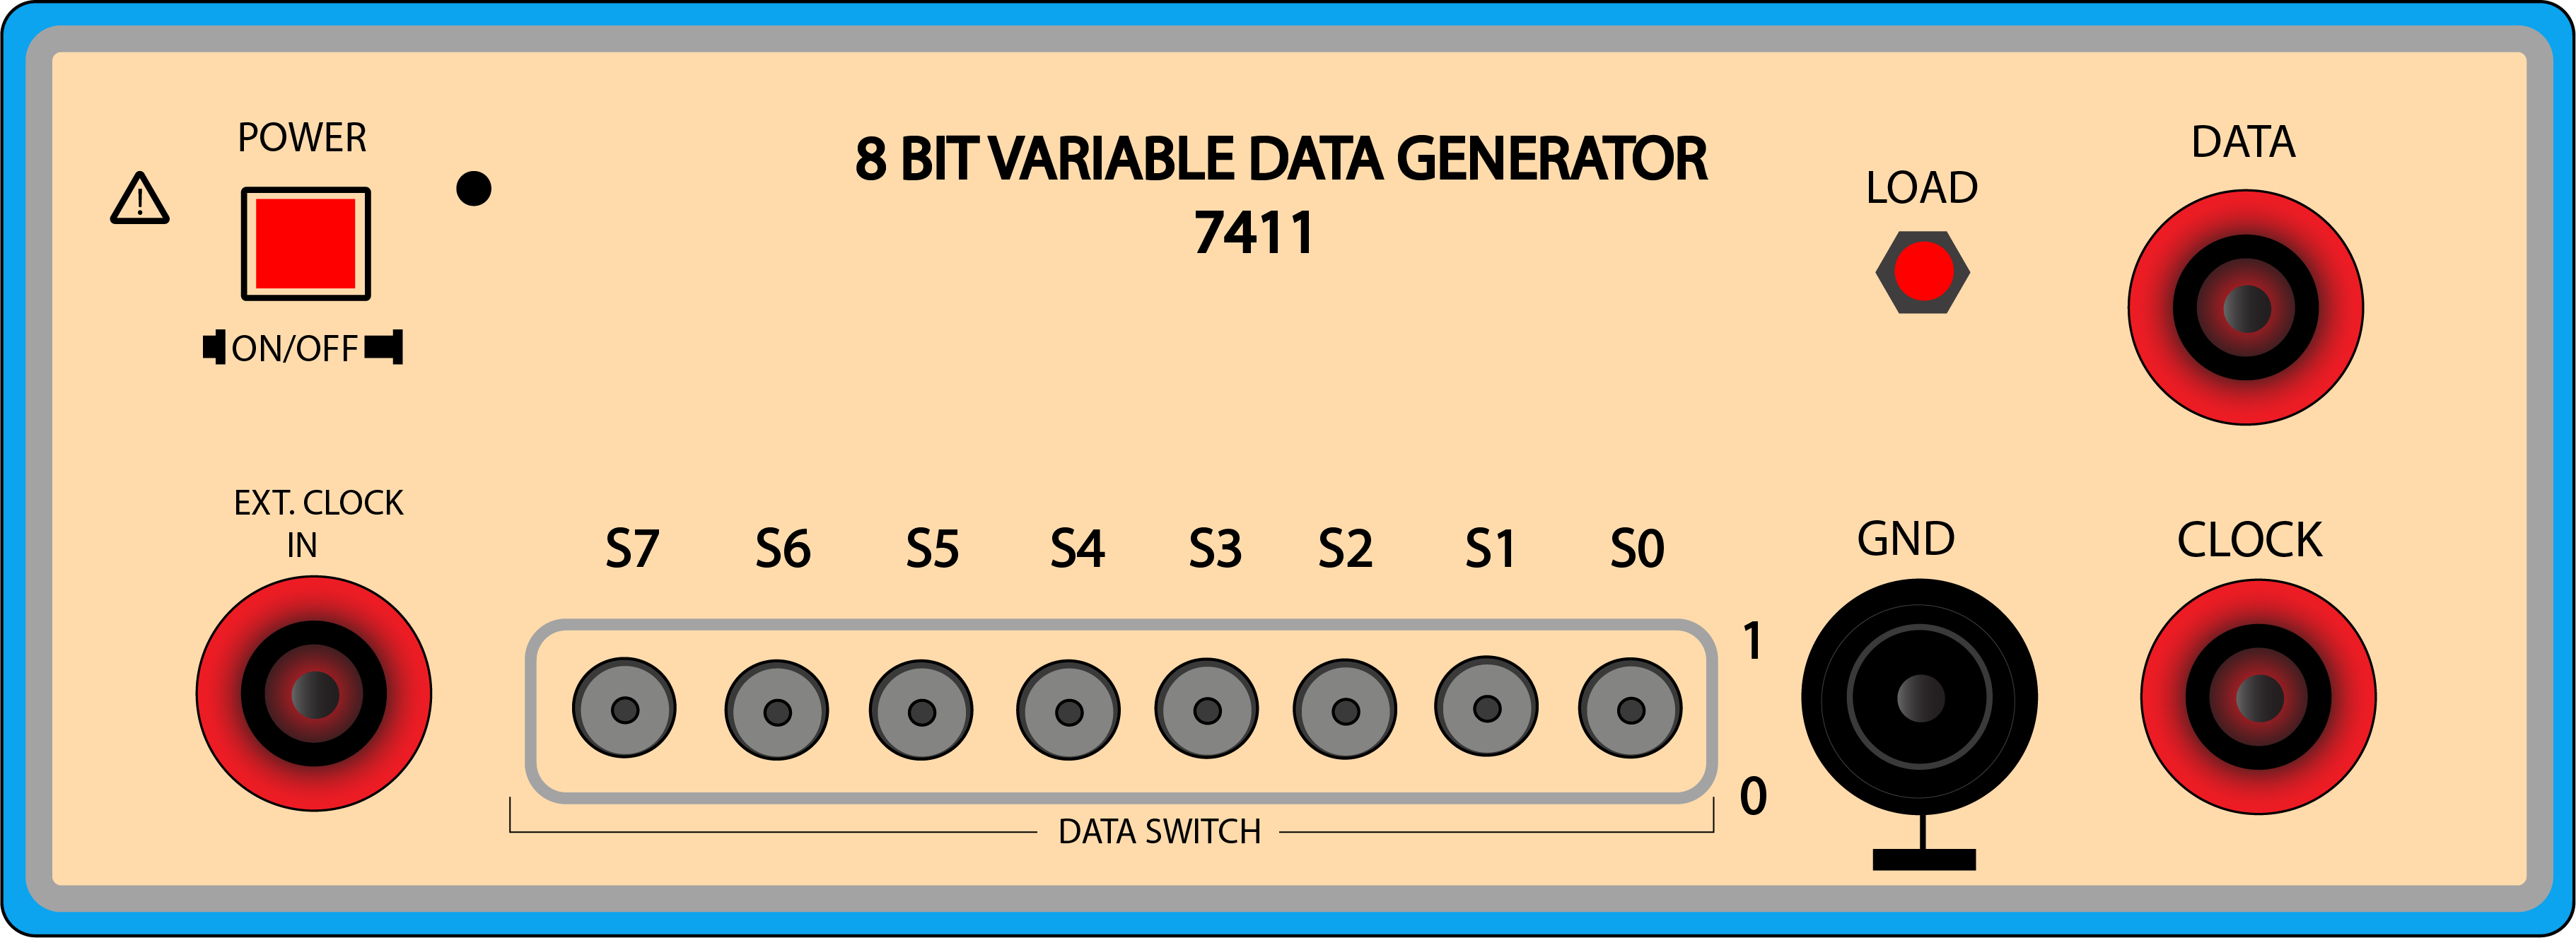 POWER
ON/OFF
8 BIT VARIABLE DATA GENERATOR
7411
LOAD
DATA
EXT. CLOCK
IN
S7 S6 S5 S4 S3 S2 S1 S0
1
0
DATA SWITCH
GND
CLOCK